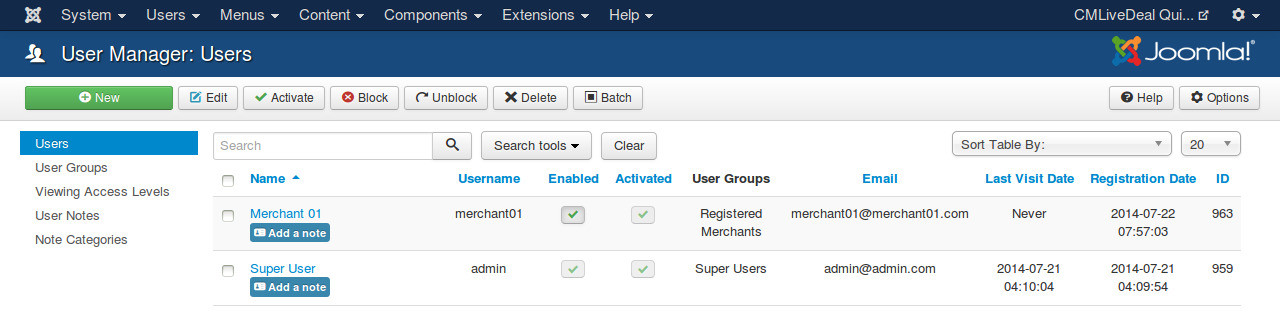 System Users Menus Content Components Extensions Help CMLiveDeal Qui...
User Manager: Users Joomla!®
New Edit Activate Block Unblock Delete Batch Help Options
Users
User Groups
Viewing Access Levels
User Notes
Note Categories
Search Search tools Clear Sort Table By: 20
Name Username Enabled Activated User Groups Email Last Visit Date Registration Date ID
Merchant 01 merchant01 Registered merchant01@merchant01.com Never 2014-07-22 963
Add a note Merchants 07:57:03
Super User admin Super Users admin@admin.com 2014-07-21 2014-07-21 959
Add a note 04:10:04 04:09:54